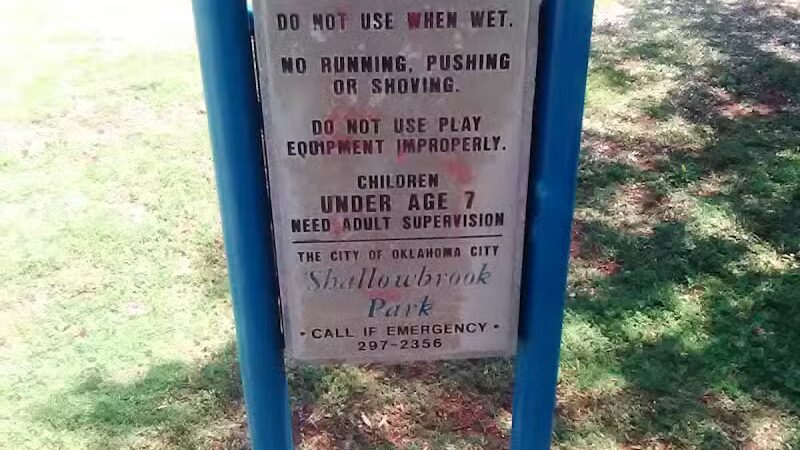 DO NOT USE WHEN WET.
NO RUNNING, PUSHING
OR SHOVING.
DO NOT USE PLAY
EQUIPMENT IMPROPERLY.
CHILDREN
UNDER AGE 7
NEED ADULT SUPERVISION
THE CITY OF OKLAHOMA CITY
Shallowbrook
Park
• CALL IF EMERGENCY •
297-2356